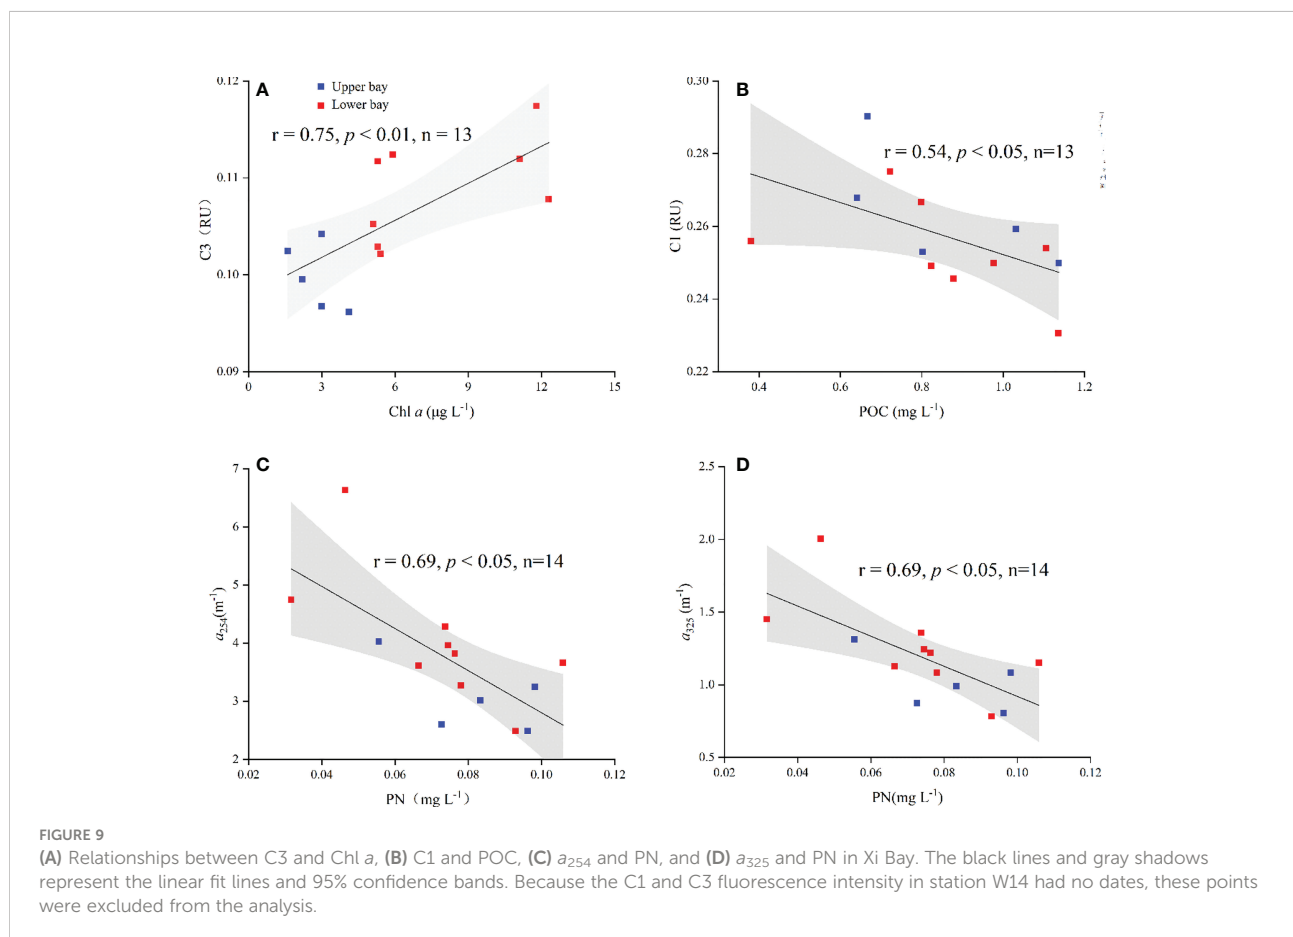 A
Upper bay
Lower bay
r = 0.75, p < 0.01, n = 13
0.12
0.11
0.10
0.09
C3 (RU)
0
3
6
9
12
15
Chl a (μg L⁻¹)
B
r = 0.54, p < 0.05, n=13
0.30
0.28
0.26
0.24
0.22
C1 (RU)
0.4
0.6
0.8
1.0
1.2
POC (mg L⁻¹)
C
r = 0.69, p < 0.05, n=14
7
6
5
4
3
2
a₂₅₄(m⁻¹)
0.02
0.04
0.06
0.08
0.10
0.12
PN (mg L⁻¹)
D
r = 0.69, p < 0.05, n=14
2.5
2.0
1.5
1.0
0.5
a₃₂₅ (m⁻¹)
0.02
0.04
0.06
0.08
0.10
0.12
PN(mg L⁻¹)
FIGURE 9
(A) Relationships between C3 and Chl a, (B) C1 and POC, (C) a₂₅₄ and PN, and (D) a₃₂₅ and PN in Xi Bay. The black lines and gray shadows
represent the linear fit lines and 95% confidence bands. Because the C1 and C3 fluorescence intensity in station W14 had no dates, these points
were excluded from the analysis.